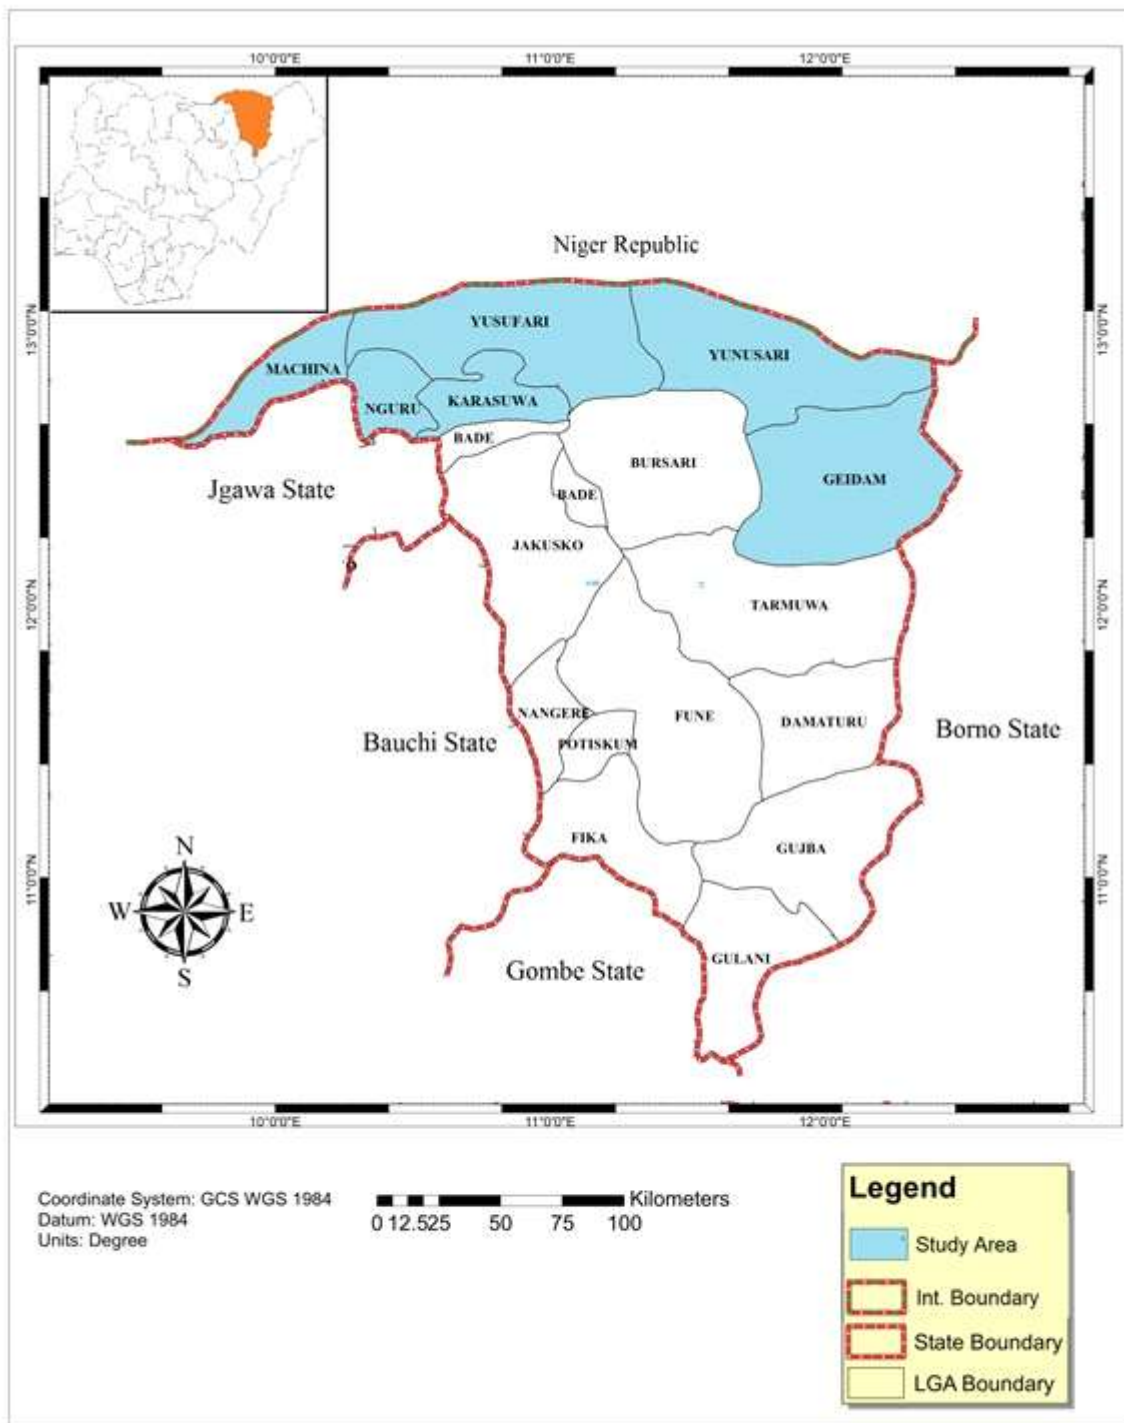 10°0'0"E 11°0'0"E 12°0'0"E
Niger Republic
13°0'0"N
13°0'0"N
YUSUFARI
YUNUSARI
MACHINA
KARASUWA
NGURU
BADE
BURSARI
GEIDAM
Jgawa State
BADE
JAKUSKO
12°0'0"N
12°0'0"N
TARMUWA
NANGERE
FUNE
DAMATURU
Borno State
Bauchi State
POTISKUM
FIKA
GUJBA
11°0'0"N
11°0'0"N
N
W E
S
GULANI
Gombe State
10°0'0"E 11°0'0"E 12°0'0"E
Coordinate System: GCS WGS 1984
Datum: WGS 1984
Units: Degree
Kilometers
0 12.525 50 75 100
Legend
Study Area
Int. Boundary
State Boundary
LGA Boundary